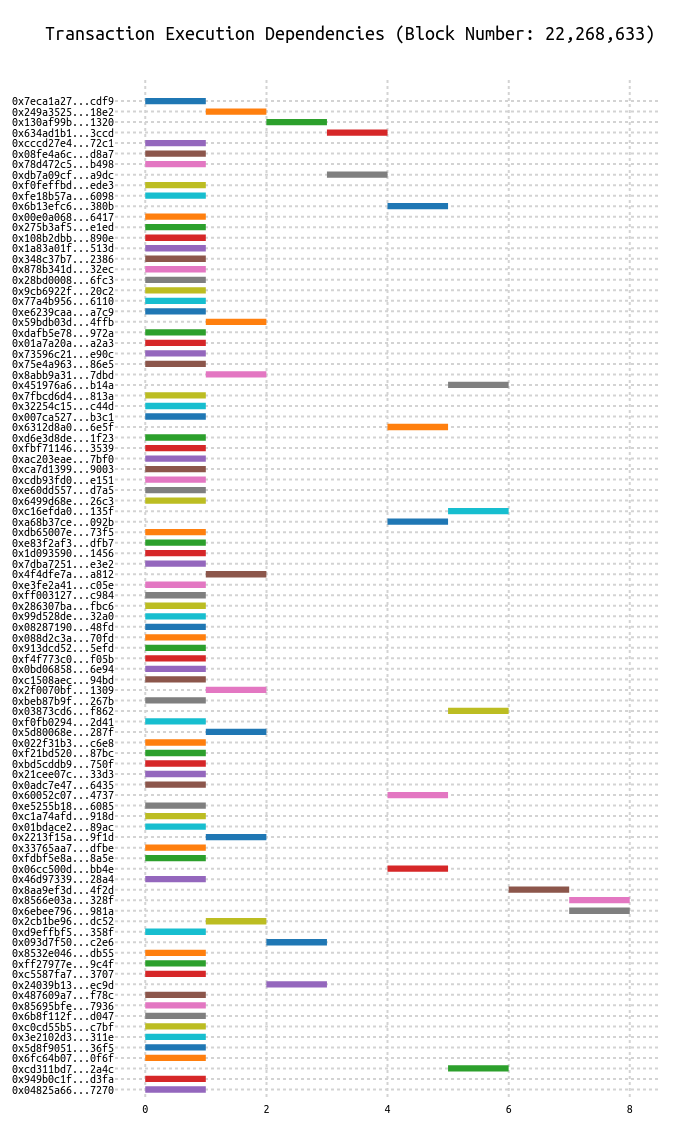 Transaction Execution Dependencies (Block Number: 22,268,633)
0x7eca1a27...cdf9
0x249a3525...18e2
0x130af99b...1320
0x634ad1b1...3ccd
0xcccd27e4...72c1
0x08fe4a6c...d8a7
0x78d472c5...b498
0xdb7a09cf...a9dc
0xf0feffbd...ede3
0xfe18b57a...6098
0x6b13efc6...380b
0x00e0a068...6417
0x275b3af5...e1ed
0x108b2dbb...890e
0x1a83a01f...513d
0x348c37b7...2386
0x878b341d...32ec
0x28bd0008...6fc3
0x9cb6922f...20c2
0x77a4b956...6110
0xe6239caa...a7c9
0x59bdb03d...4ffb
0xdafb5e78...972a
0x01a7a20a...a2a3
0x73596c21...e90c
0x75e4a963...86e5
0x8abb9a31...7dbd
0x451976a6...b14a
0x7fbcd6d4...813a
0x32254c15...c44d
0x007ca527...b3c1
0x6312d8a0...6e5f
0xd6e3d8de...1f23
0xfbf71146...3539
0xac203eae...7bf0
0xca7d1399...9003
0xcdb93fd0...e151
0xe60dd557...d7a5
0x6499d68e...26c3
0xc16efda0...135f
0xa68b37ce...092b
0xdb65007e...73f5
0xe83f2af3...dfb7
0x1d093590...1456
0x7dba7251...e3e2
0x4f4dfe7a...a812
0xe3fe2a41...c05e
0xff003127...c984
0x286307ba...fbc6
0x99d528de...32a0
0x08287190...48fd
0x088d2c3a...70fd
0x913dcd52...5efd
0xf4f773c0...f05b
0x0bd06858...6e94
0xc1508aec...94bd
0x2f0070bf...1309
0xbeb87b9f...267b
0x03873cd6...f862
0xf0fb0294...2d41
0x5d80068e...287f
0x022f31b3...c6e8
0xf21bd520...87bc
0xbd5cddb9...750f
0x21cee07c...33d3
0x0adc7e47...6435
0x60052c07...4737
0xe5255b18...6085
0xc1a74afd...918d
0x01bdace2...89ac
0x2213f15a...9f1d
0x33765aa7...dfbe
0xfdbf5e8a...8a5e
0x06cc500d...bb4e
0x46d97339...28a4
0x8aa9ef3d...4f2d
0x8566e03a...328f
0x6ebee796...981a
0x2cb1be96...dc52
0xd9effbf5...358f
0x093d7f50...c2e6
0x8532e046...db55
0xff27977e...9c4f
0xc5587fa7...3707
0x24039b13...ec9d
0x487609a7...f78c
0x85695bfe...7936
0x6b8f112f...d047
0xc0cd55b5...c7bf
0x3e2102d3...311e
0x5d8f9051...36f5
0x6fc64b07...0f6f
0xcd311bd7...2a4c
0x949b0c1f...d3fa
0x04825a66...7270
0 2 4 6 8